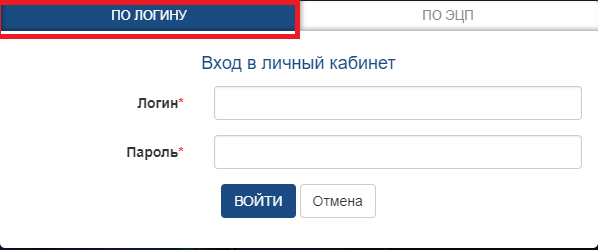 ПО ЛОГИНУ ПО ЭЦП
Вход в личный кабинет
Логин*
Пароль*
ВОЙТИ Отмена